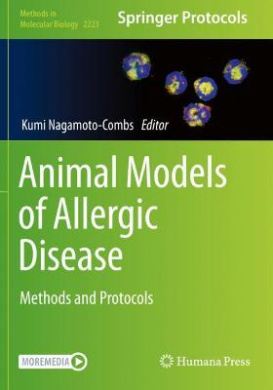 Methods in
Molecular Biology 2223
Springer Protocols
Kumi Nagamoto-Combs Editor
Animal Models
of Allergic
Disease
Methods and Protocols
MOREMEDIA
Humana Press